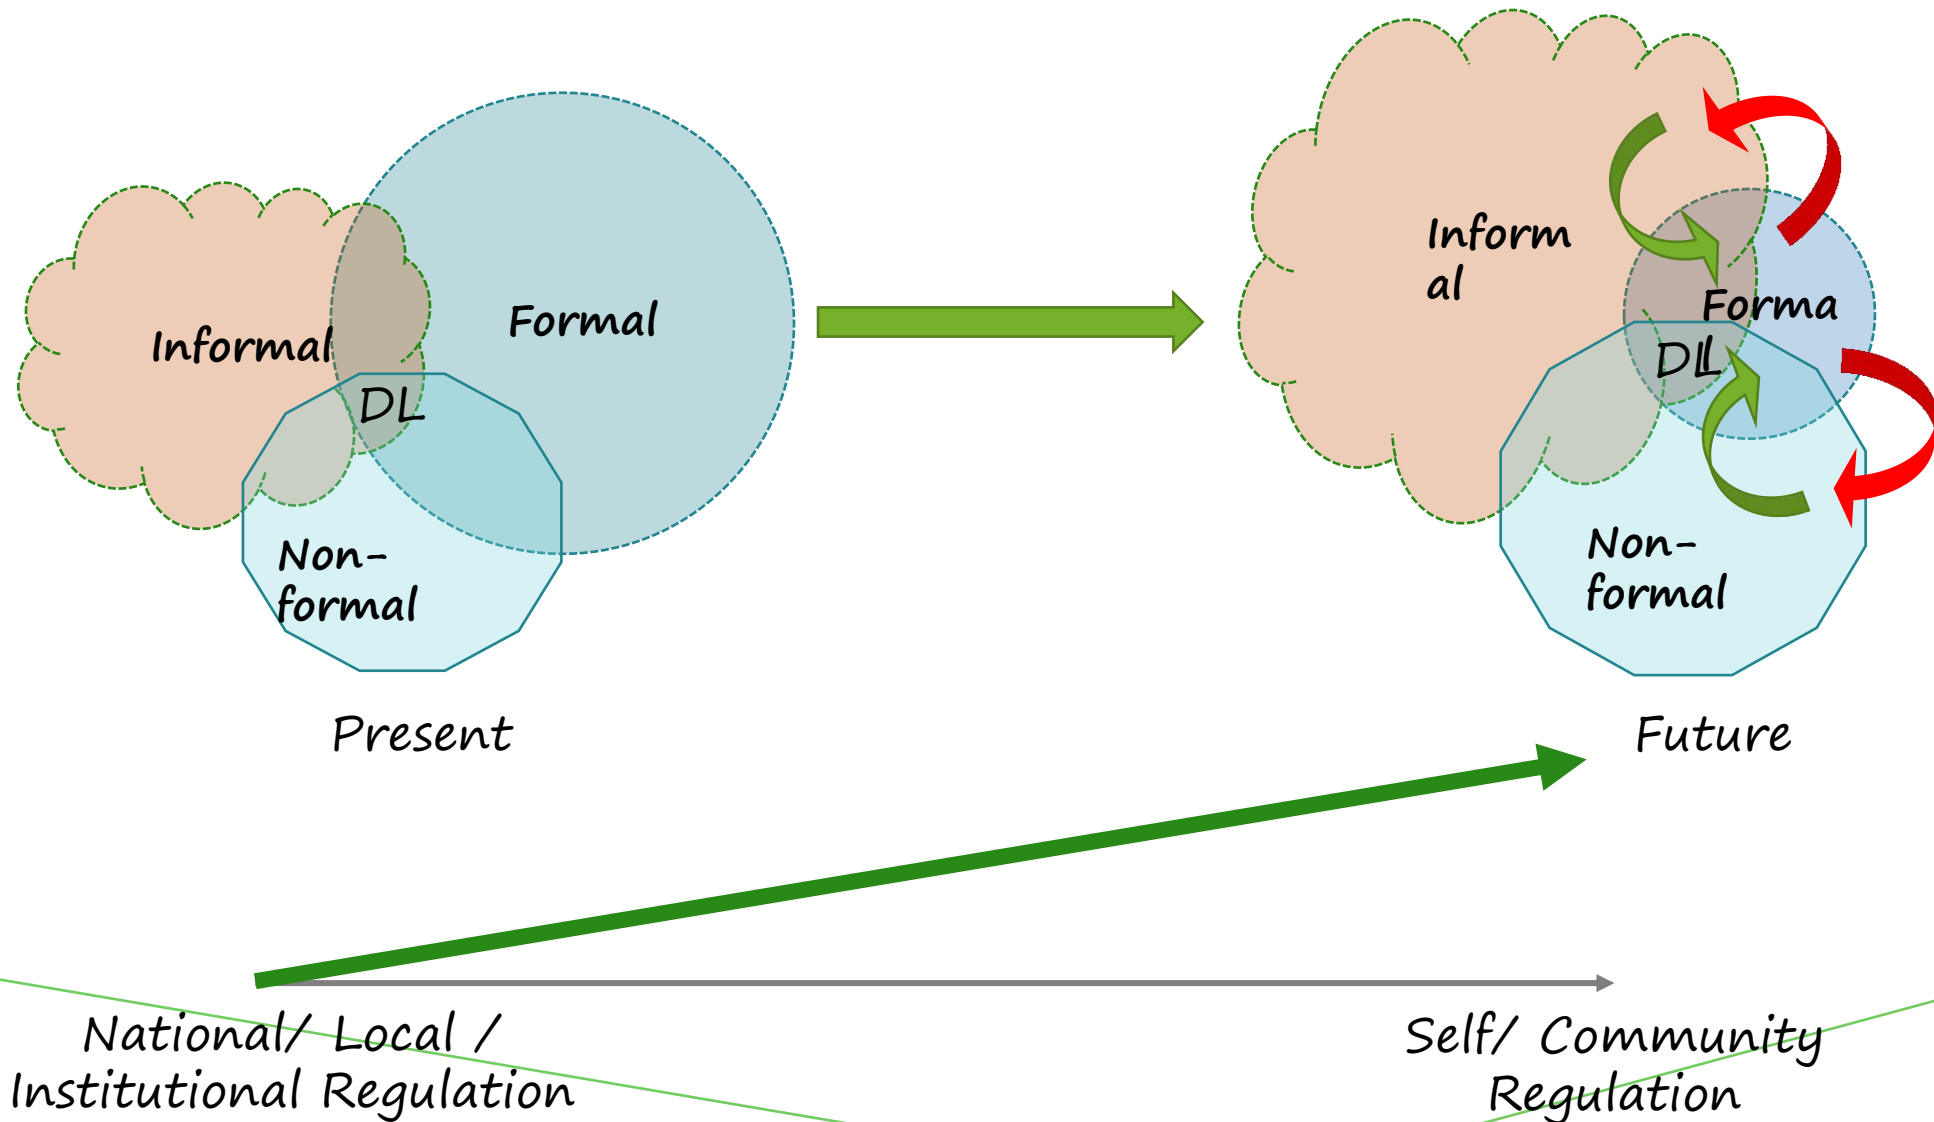 Informal
Formal
DL
Non-
formal
Present
Inform
al
Forma
l
DL
Non-
formal
Future
National/ Local /
Institutional Regulation
Self/ Community
Regulation